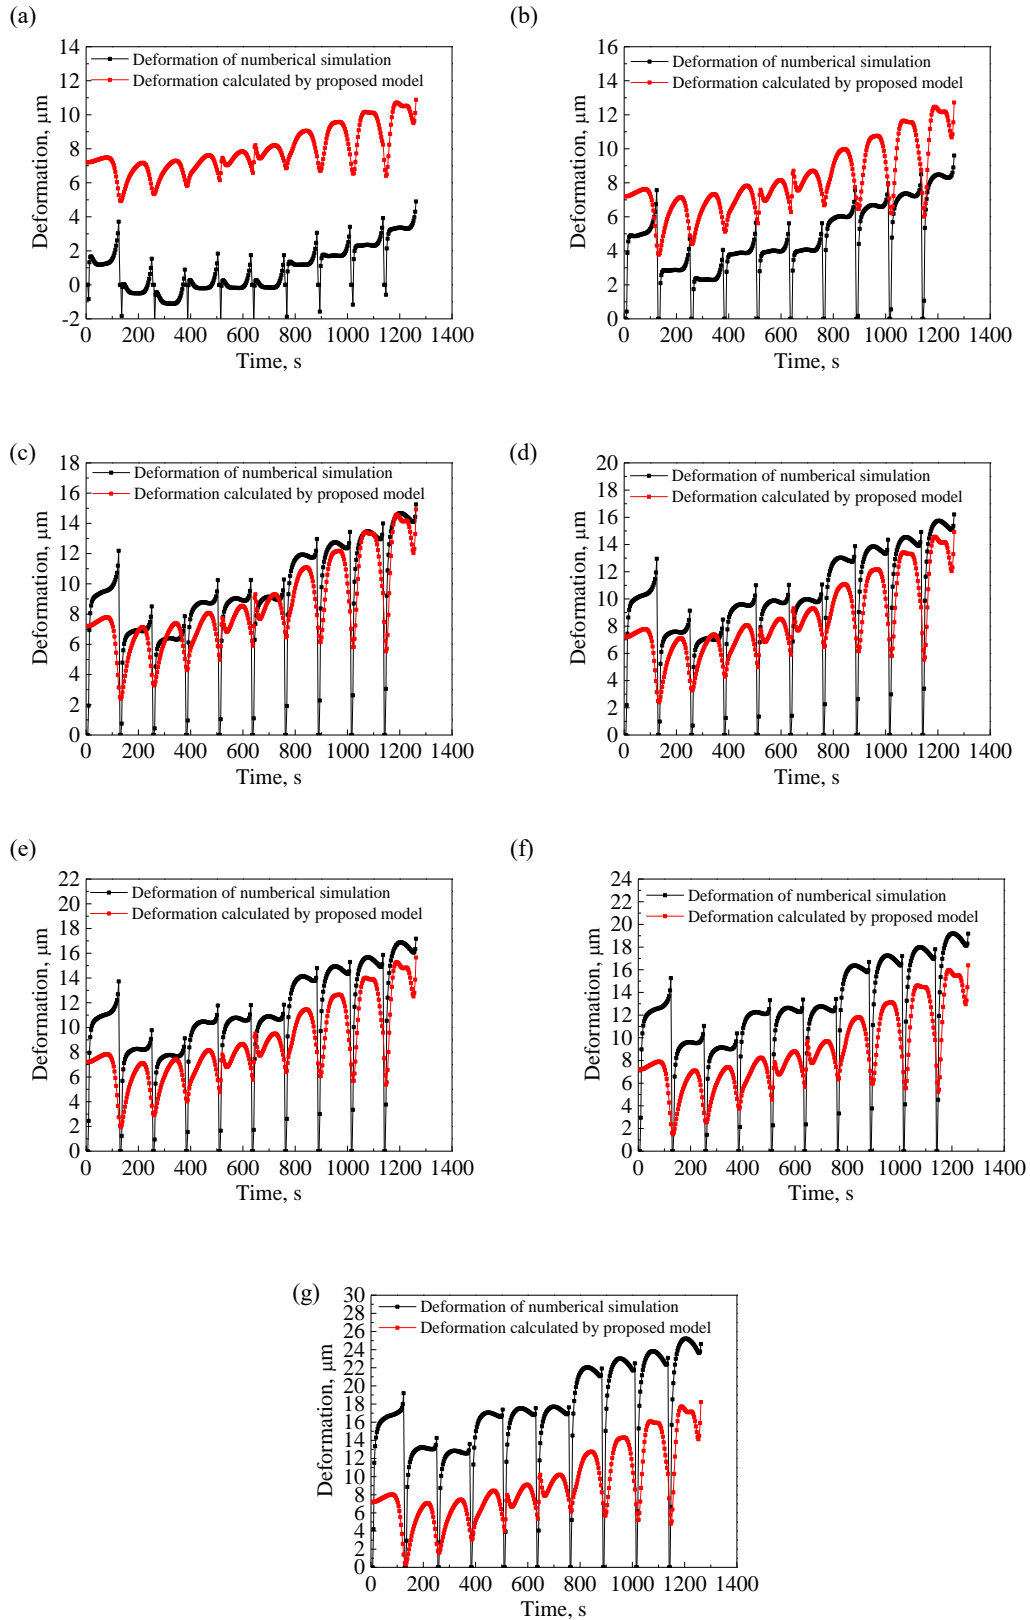 (a)
14
12
10
8
6
4
2
0
-2
Deformation, μm
Deformation of numberical simulation
Deformation calculated by proposed model
0 200 400 600 800 1000 1200 1400
Time, s
(b)
16
14
12
10
8
6
4
2
0
Deformation, μm
Deformation of numberical simulation
Deformation calculated by proposed model
0 200 400 600 800 1000 1200 1400
Time, s
(c)
18
16
14
12
10
8
6
4
2
0
Deformation, μm
Deformation of numberical simulation
Deformation calculated by proposed model
0 200 400 600 800 1000 1200 1400
Time, s
(d)
20
18
16
14
12
10
8
6
4
2
0
Deformation, μm
Deformation of numberical simulation
Deformation calculated by proposed model
0 200 400 600 800 1000 1200 1400
Time, s
(e)
22
20
18
16
14
12
10
8
6
4
2
0
Deformation, μm
Deformation of numberical simulation
Deformation calculated by proposed model
0 200 400 600 800 1000 1200 1400
Time, s
(f)
24
22
20
18
16
14
12
10
8
6
4
2
0
Deformation, μm
Deformation of numberical simulation
Deformation calculated by proposed model
0 200 400 600 800 1000 1200 1400
Time, s
(g)
30
28
26
24
22
20
18
16
14
12
10
8
6
4
2
0
Deformation, μm
Deformation of numberical simulation
Deformation calculated by proposed model
0 200 400 600 800 1000 1200 1400
Time, s